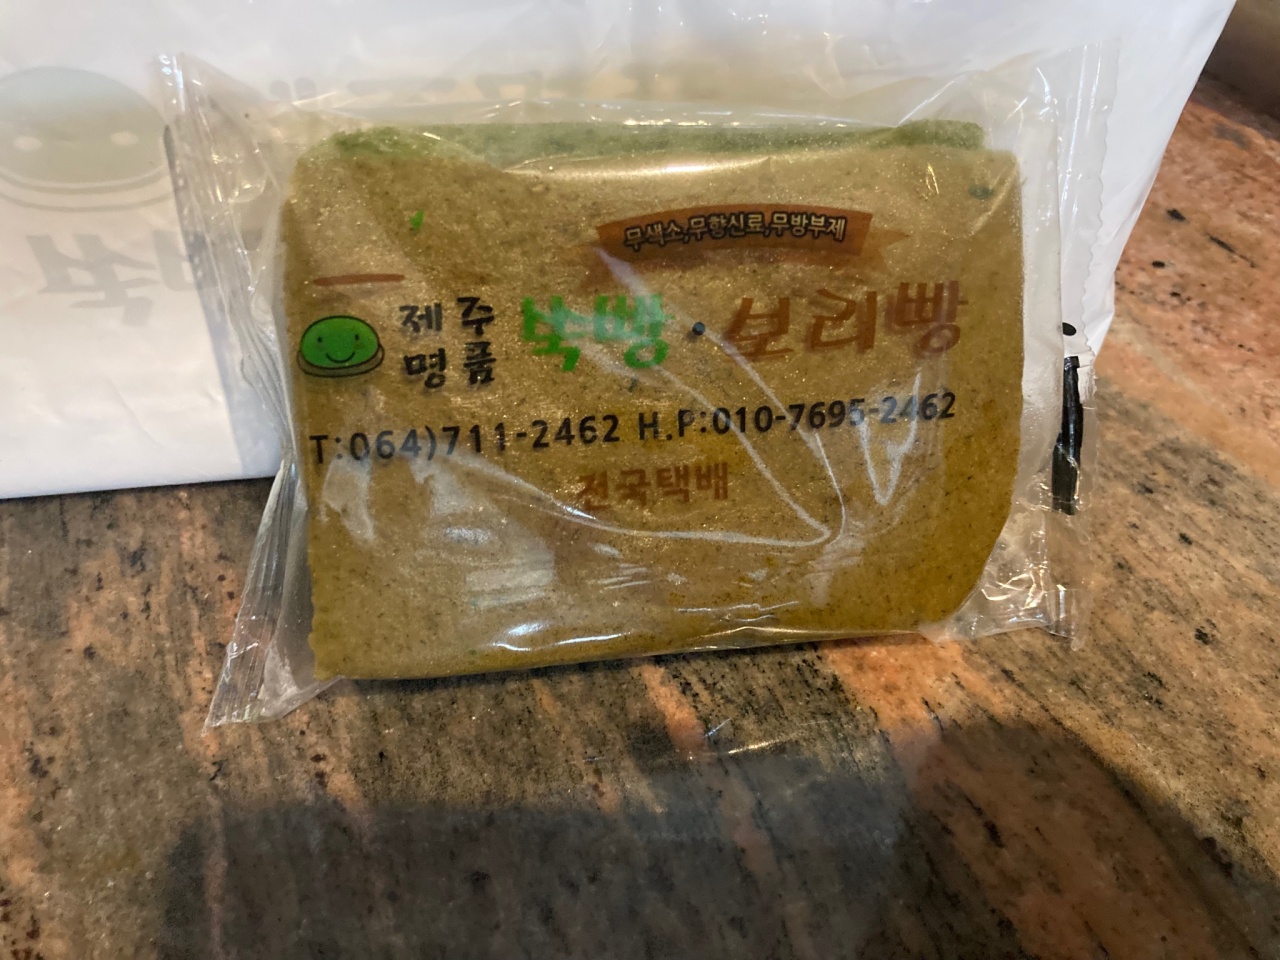 무색소,무향신료,무방부제
제주
명품
쑥빵·보리빵
T:064)711-2462 H.P:010-7695-2462
전국택배